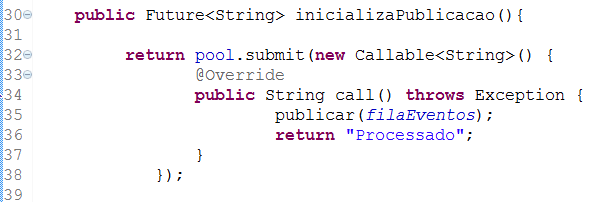 30 public Future<String> inicializaPublicacao(){
31
32 return pool.submit(new Callable<String>() {
33 @Override
34 public String call() throws Exception {
35 publicar(filaEventos);
36 return "Processado";
37 }
38 });
39